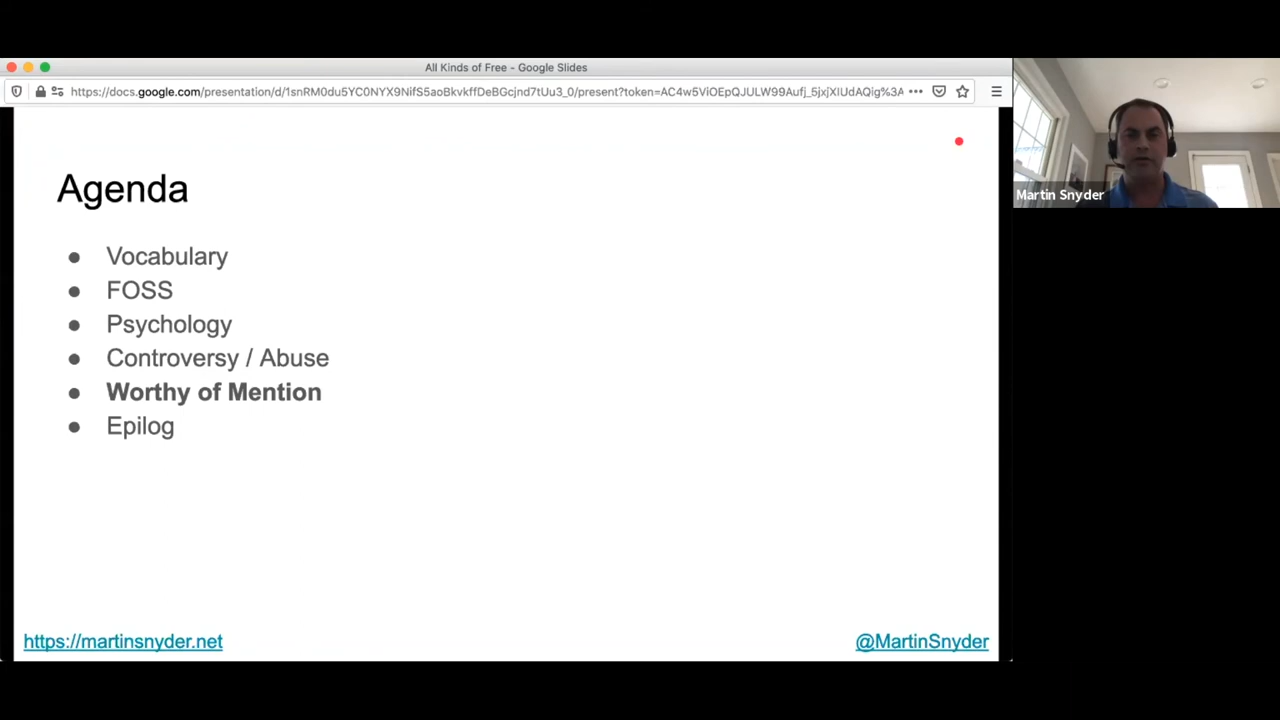 All Kinds of Free - Google Slides
https://docs.google.com/presentation/d/1snRM0du5YC0NYX9NifS5aoBkvkffDeBGcjnd7tUu3_0/present?token=AC4w5ViOEpQJULW99Aufj_5jxjXIUdAQig%3A
Martin Snyder
Agenda
● Vocabulary
● FOSS
● Psychology
● Controversy / Abuse
● Worthy of Mention
● Epilog
https://martinsnyder.net
@MartinSnyder